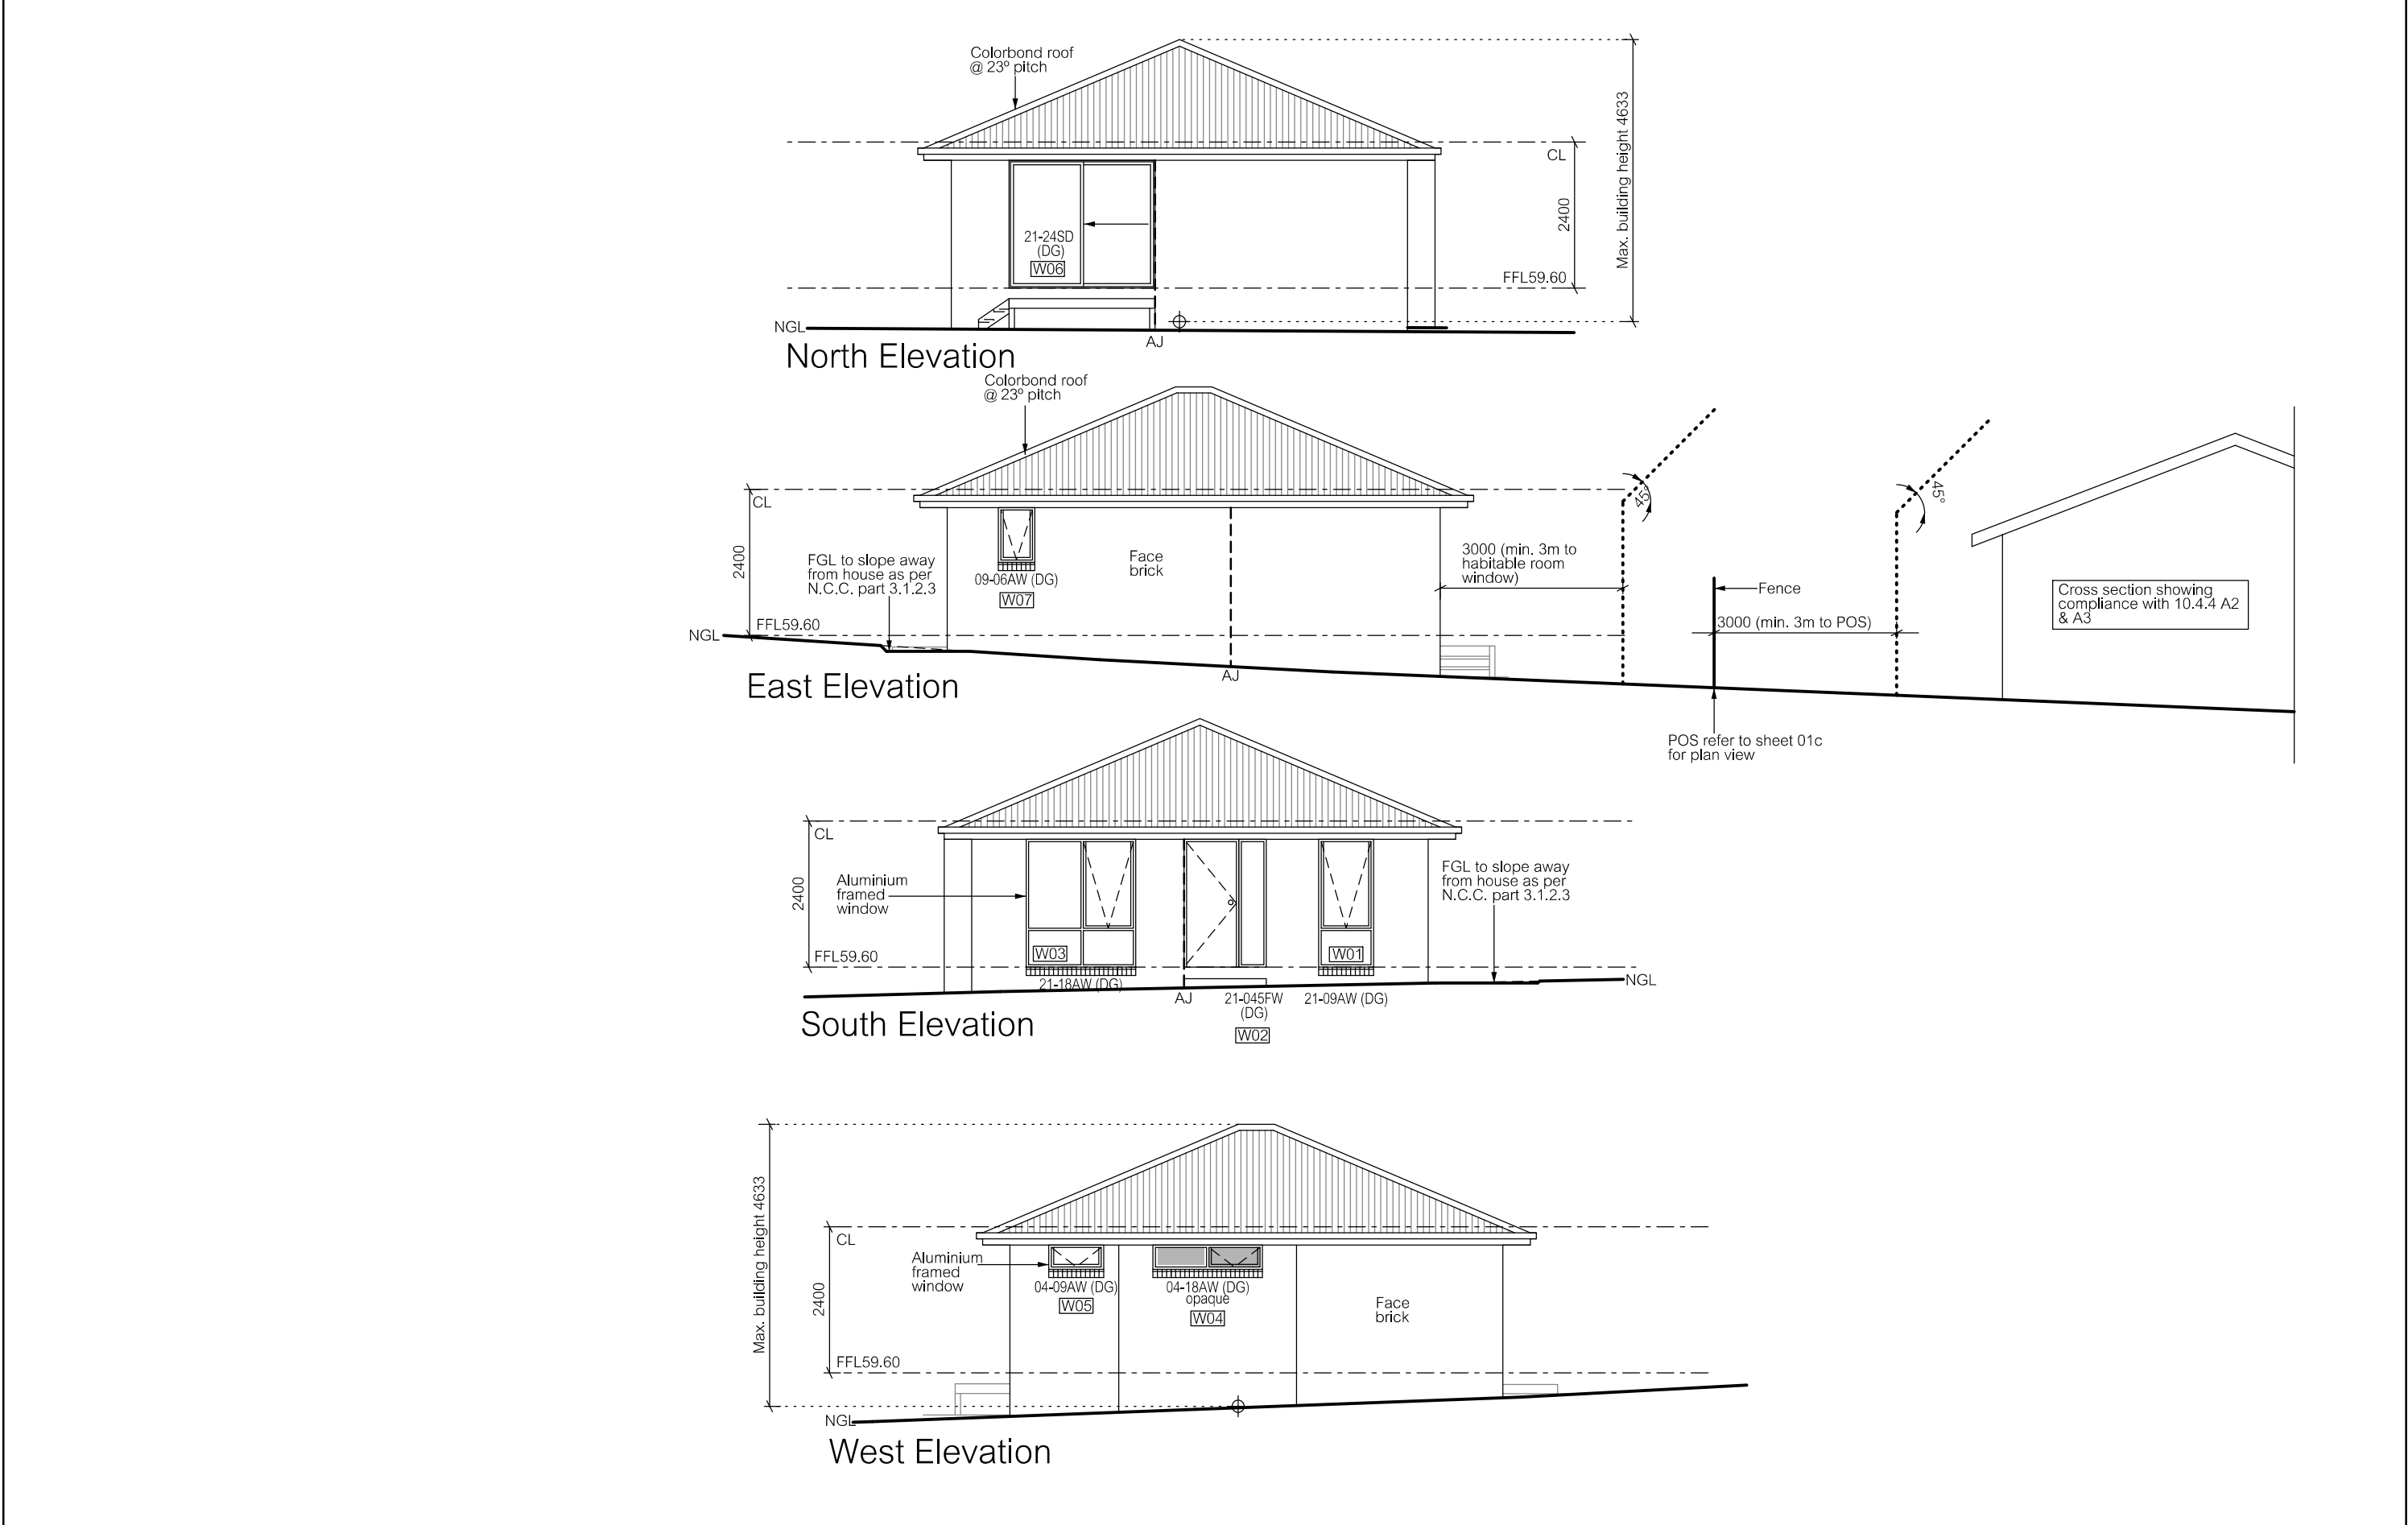 Colorbond roof
@ 23º pitch
CL
2400
Max. building height 4633
21-24SD
(DG)
W06
FFL59.60
NGL
AJ
North Elevation
Colorbond roof
@ 23º pitch
CL
2400
FGL to slope away
from house as per
N.C.C. part 3.1.2.3
09-06AW (DG)
W07
Face
brick
FFL59.60
NGL
AJ
East Elevation
3000 (min. 3m to
habitable room
window)
45°
45°
Fence
3000 (min. 3m to POS)
Cross section showing
compliance with 10.4.4 A2
& A3
POS refer to sheet 01c
for plan view
CL
2400
Aluminium
framed
window
FFL59.60
W03
21-18AW (DG)
AJ
21-045FW
(DG)
W02
W01
21-09AW (DG)
FGL to slope away
from house as per
N.C.C. part 3.1.2.3
NGL
South Elevation
Max. building height 4633
CL
2400
Aluminium
framed
window
04-09AW (DG)
W05
04-18AW (DG)
opaque
W04
Face
brick
FFL59.60
NGL
West Elevation